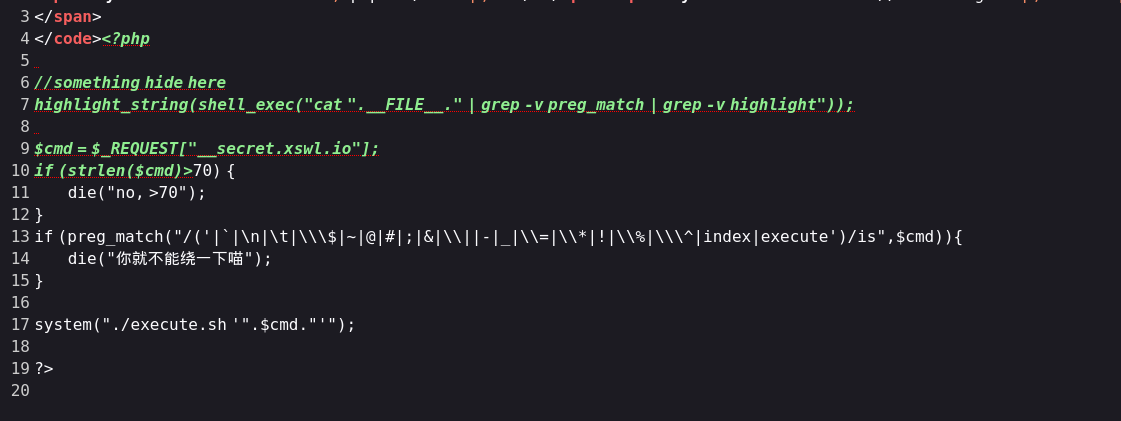 3 </span>
4 </code><?php
5
6 //something hide here
7 highlight_string(shell_exec("cat ".__FILE__." | grep -v preg_match | grep -v highlight"));
8
9 $cmd = $_REQUEST["__secret.xswl.io"];
10 if (strlen($cmd)>70) {
11 die("no, >70");
12 }
13 if (preg_match("/('|`|\n|\t|\\\$|~|@|#|;|&|\\||-|_|\\=|\\*|!|\\%|\\\^|index|execute')/is",$cmd)){
14 die("你就不能绕一下喵");
15 }
16
17 system("./execute.sh '".$cmd."'");
18
19 ?>
20